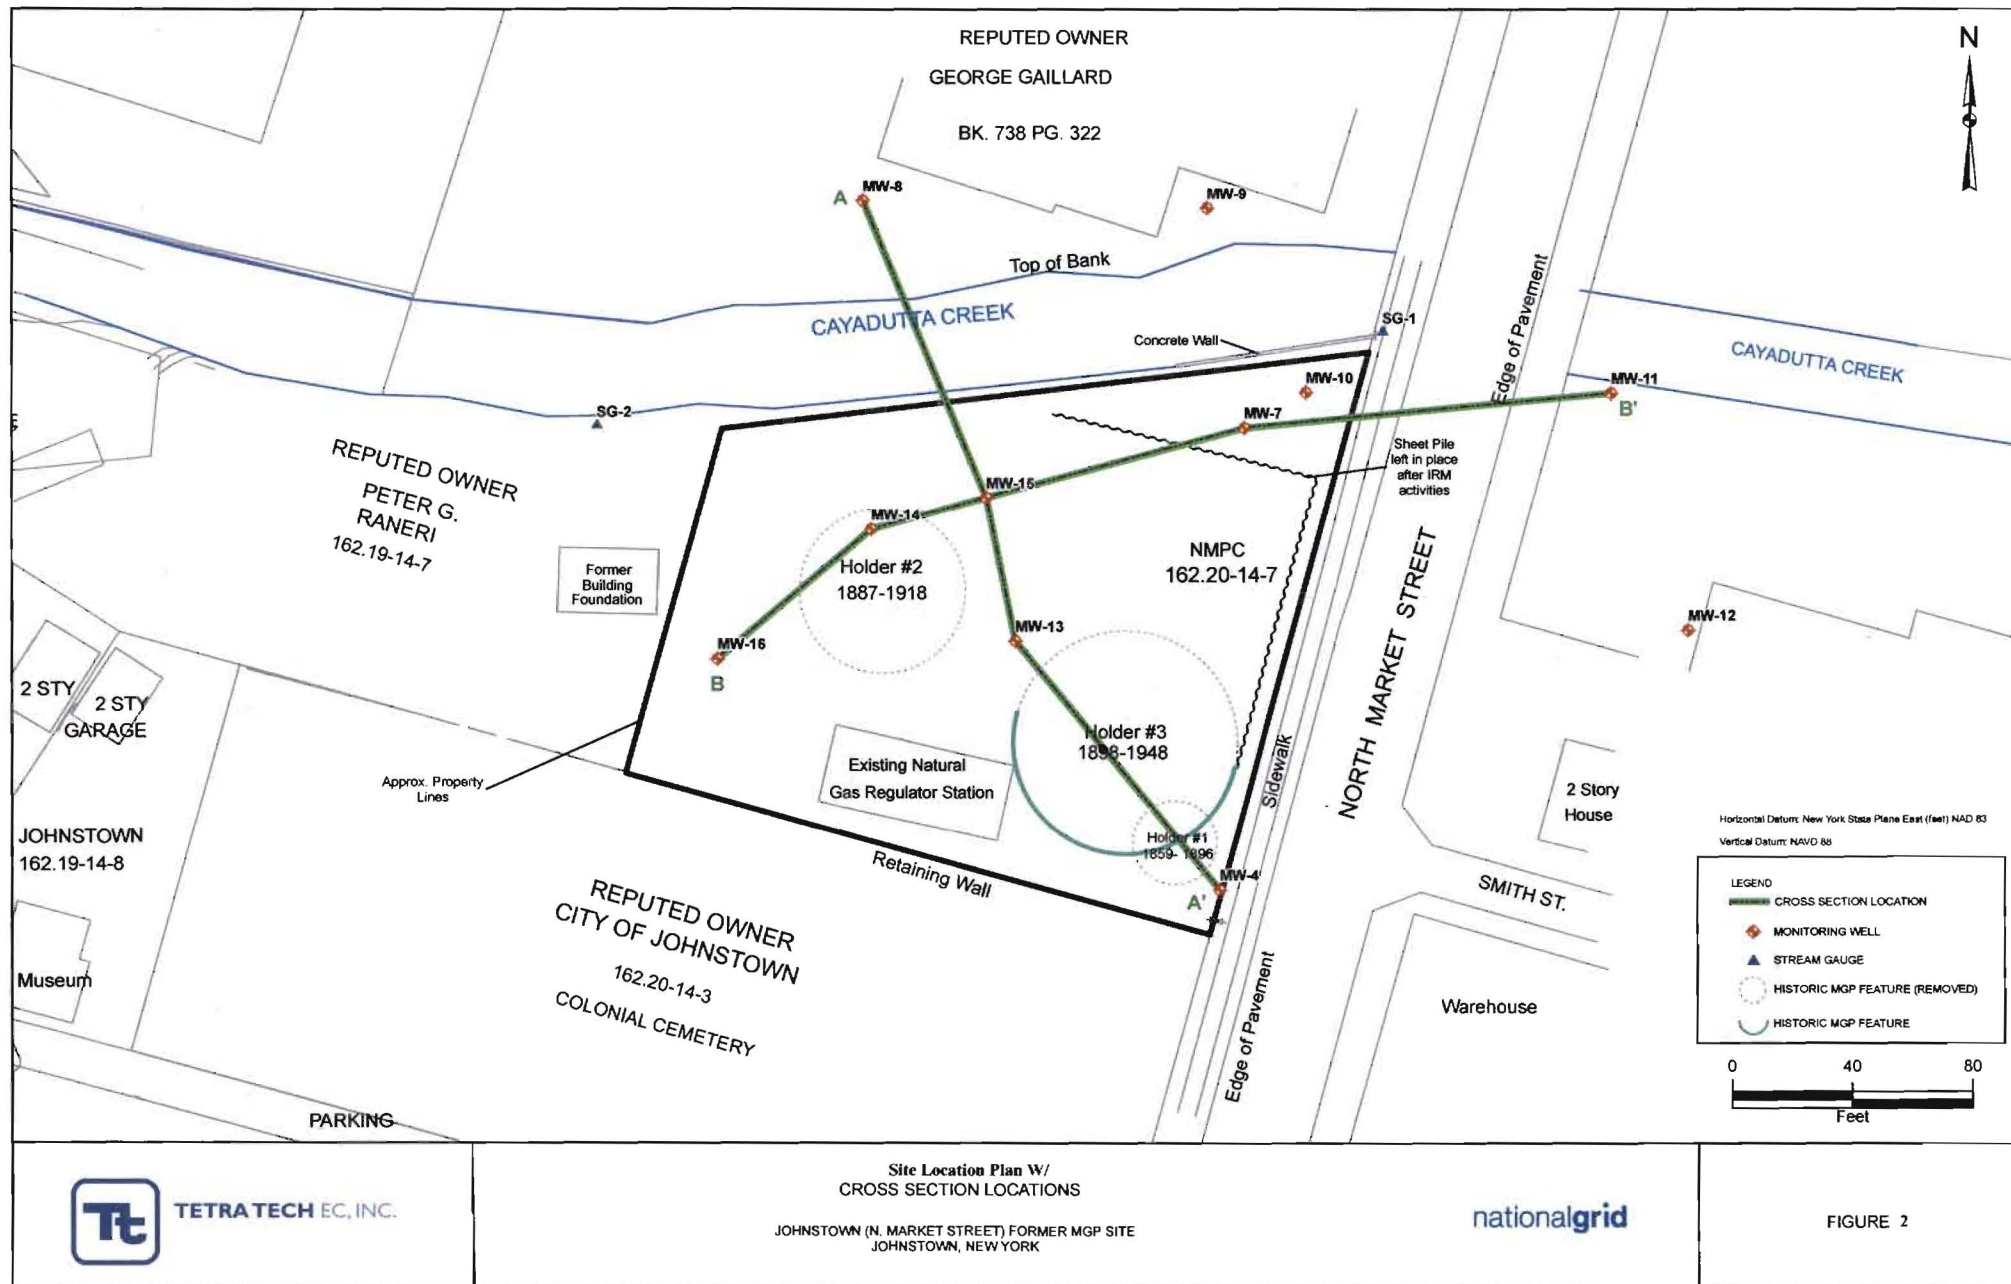 REPUTED OWNER
GEORGE GAILLARD
BK. 738 PG. 322
N
A
MW-8
MW-9
Top of Bank
CAYADUTTA CREEK
Concrete Wall
SG-1
Edge of Pavement
CAYADUTTA CREEK
MW-10
MW-11
B'
SG-2
MW-7
REPUTED OWNER
PETER G.
RANERI
162.19-14-7
Sheet Pile
left in place
after IRM
activities
MW-15
MW-14
Holder #2
1887-1918
NMPC
162.20-14-7
Former
Building
Foundation
MW-13
MW-12
MW-16
B
NORTH MARKET STREET
2 STY
2 STY
GARAGE
Holder #3
1898-1948
Sidewalk
Existing Natural
Gas Regulator Station
Approx. Property
Lines
2 Story
House
JOHNSTOWN
162.19-14-8
Holder #1
1859- 1896
Retaining Wall
MW-4
A'
SMITH ST.
REPUTED OWNER
CITY OF JOHNSTOWN
162.20-14-3
COLONIAL CEMETERY
Museum
Edge of Pavement
Warehouse
PARKING
Horizontal Datum: New York State Plane East (feet) NAD 83
Vertical Datum: NAVD 88
LEGEND
CROSS SECTION LOCATION
MONITORING WELL
STREAM GAUGE
HISTORIC MGP FEATURE (REMOVED)
HISTORIC MGP FEATURE
0 40 80
Feet
Tt
TETRA TECH EC, INC.
Site Location Plan W/
CROSS SECTION LOCATIONS
JOHNSTOWN (N. MARKET STREET) FORMER MGP SITE
JOHNSTOWN, NEW YORK
nationalgrid
FIGURE 2